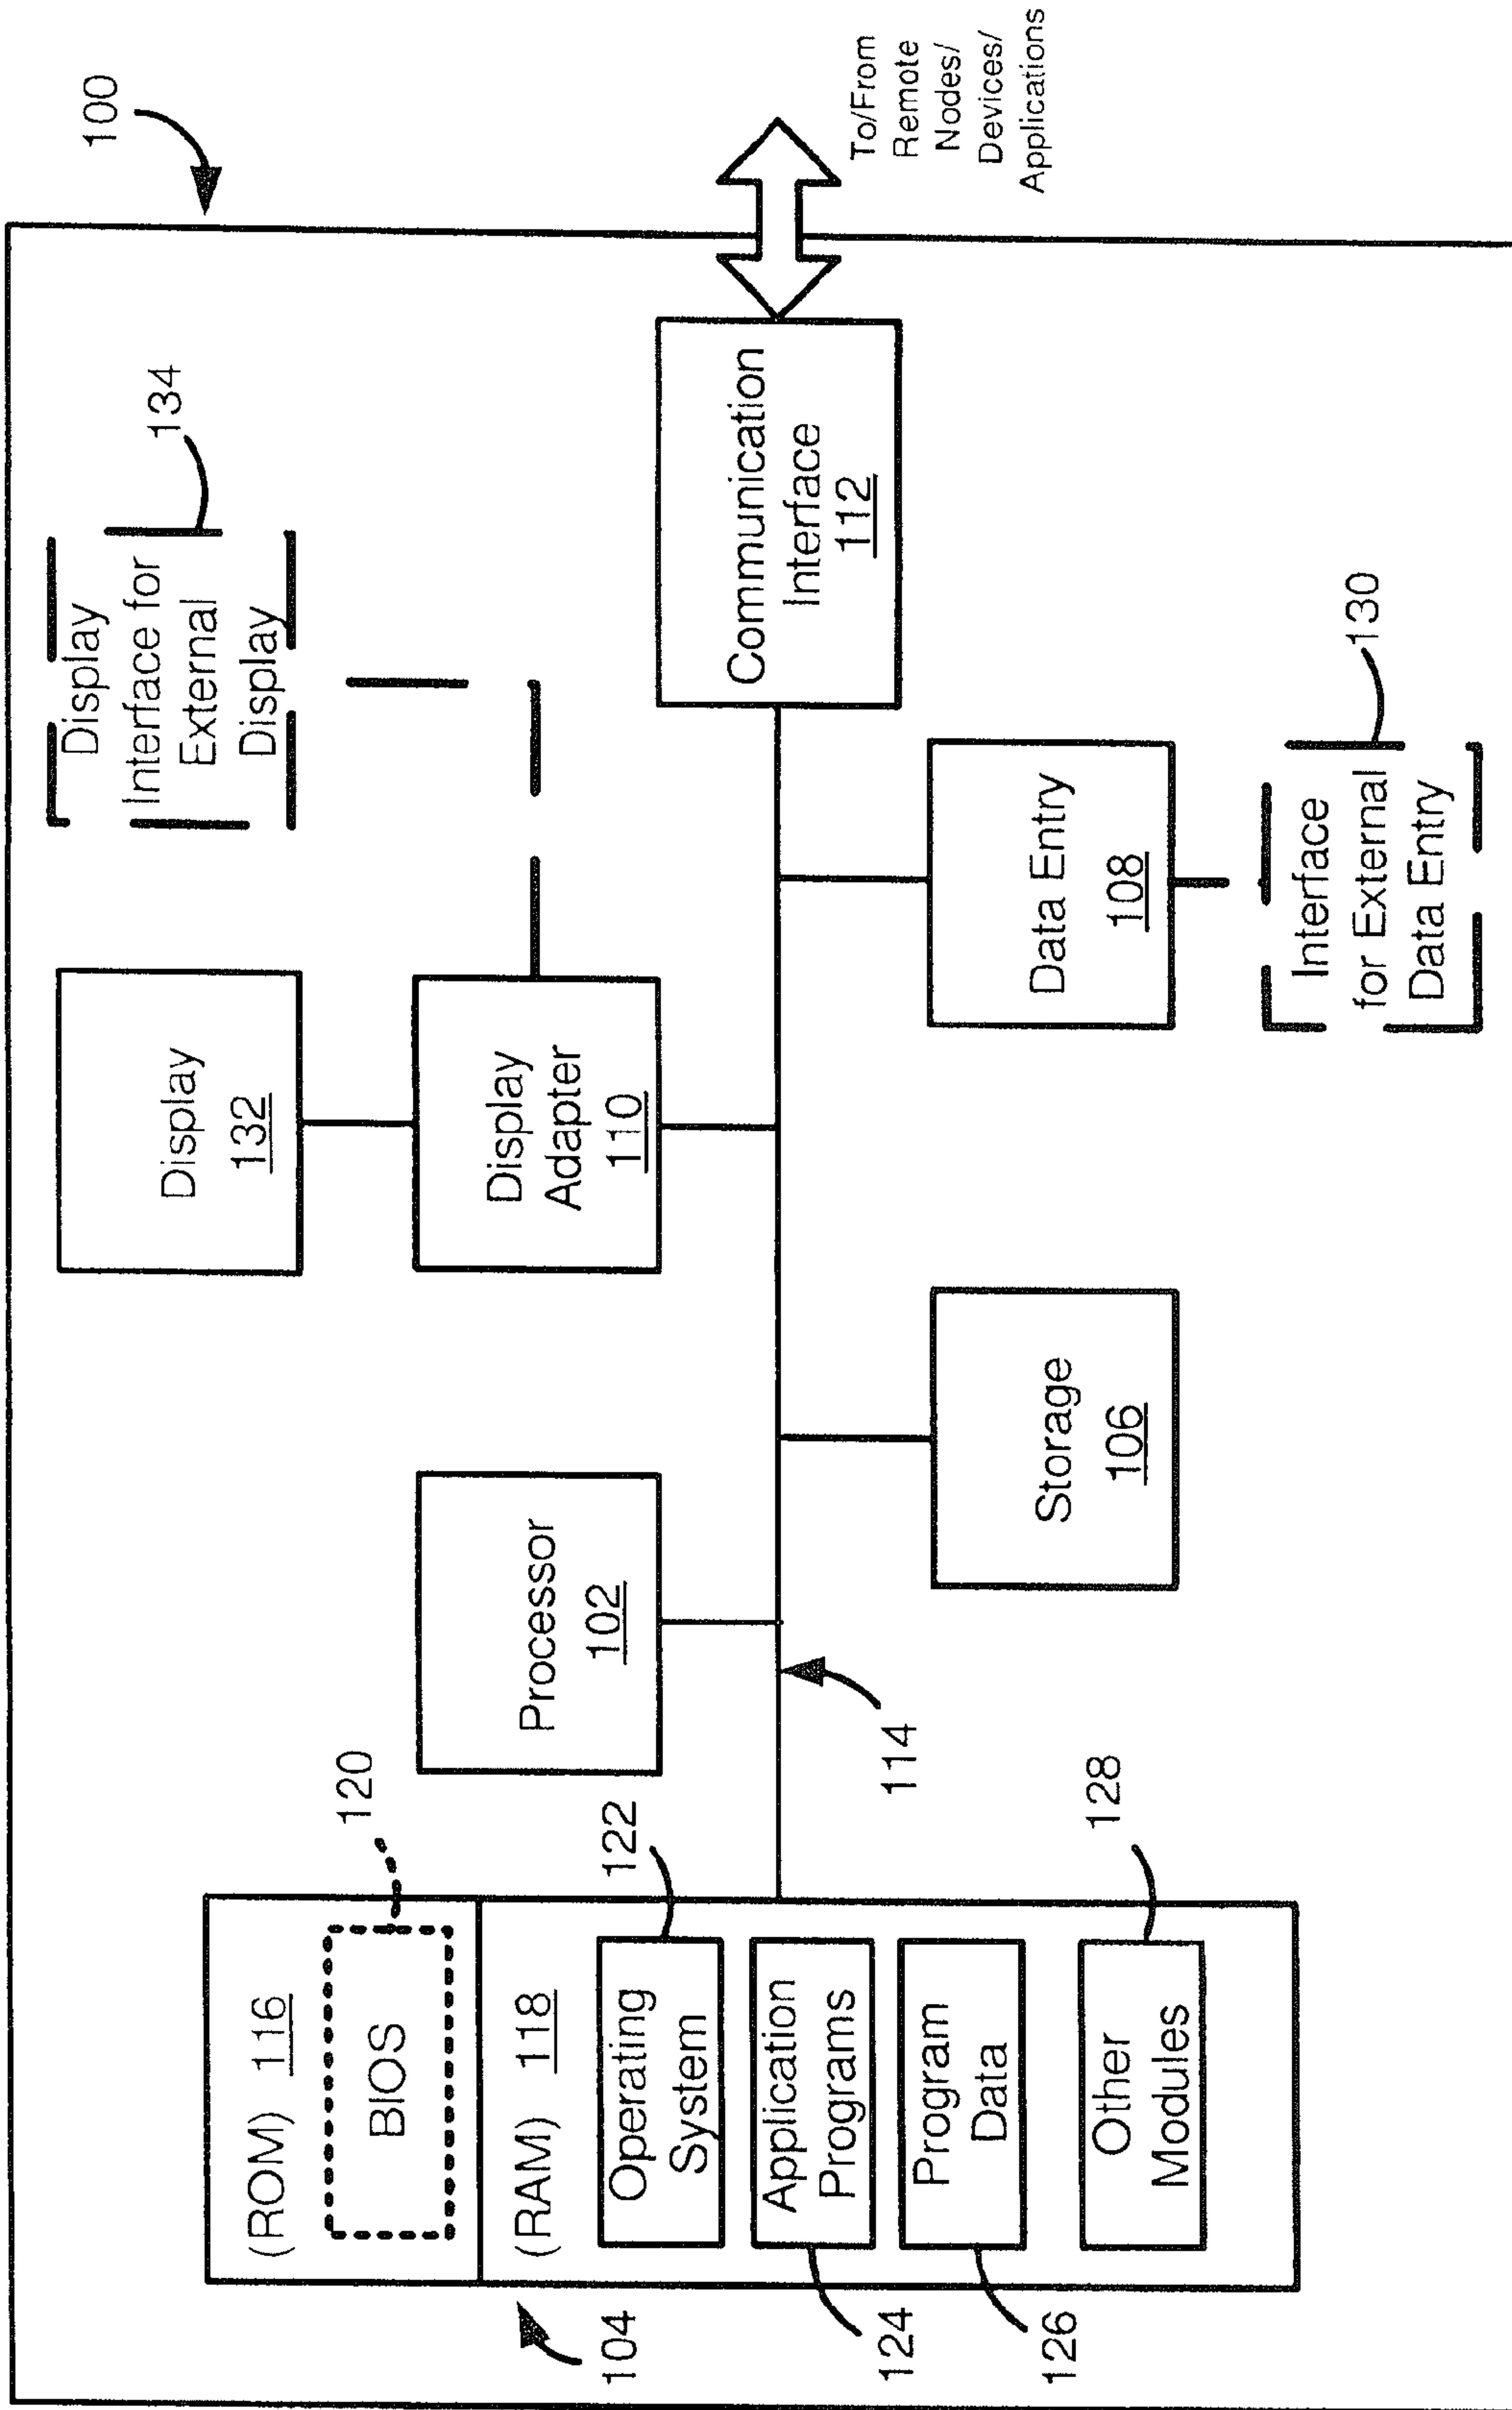 100
Display
Interface for
External
Display
134
Display
132
Display
Adapter
110
Communication
Interface
112
To/From
Remote
Nodes/
Devices/
Applications
Processor
102
114
Storage
106
Data Entry
108
Interface
for External
Data Entry
130
(ROM) 116
BIOS
120
(RAM) 118
Operating
System
122
Application
Programs
124
Program
Data
126
Other
Modules
128
104